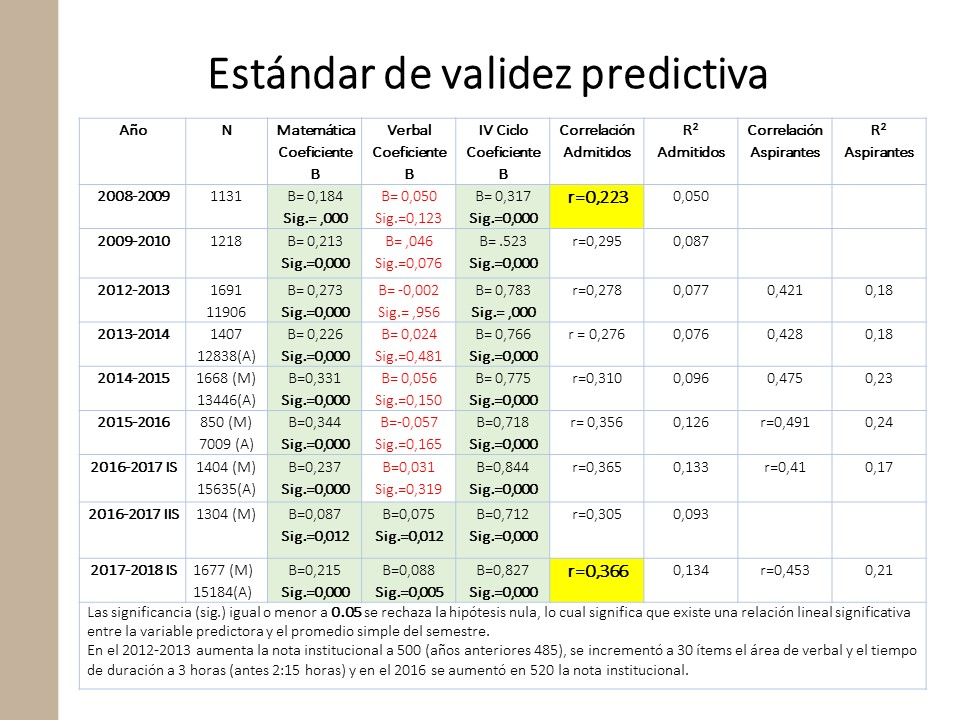 Estándar de validez predictiva
Año N Matemática Coeficiente B Verbal Coeficiente B IV Ciclo Coeficiente B Correlación Admitidos R² Admitidos Correlación Aspirantes R² Aspirantes
2008-2009 1131 B= 0,184 B= 0,050 B= 0,317 r=0,223 0,050
Sig.= ,000 Sig.=0,123 Sig.=0,000
2009-2010 1218 B= 0,213 B= ,046 B= .523 r=0,295 0,087
Sig.=0,000 Sig.=0,076 Sig.=0,000
2012-2013 1691 B= 0,273 B= -0,002 B= 0,783 r=0,278 0,077 0,421 0,18
11906 Sig.=0,000 Sig.= ,956 Sig.= ,000
2013-2014 1407 B= 0,226 B= 0,024 B= 0,766 r = 0,276 0,076 0,428 0,18
12838(A) Sig.=0,000 Sig.=0,481 Sig.=0,000
2014-2015 1668 (M) B=0,331 B= 0,056 B= 0,775 r=0,310 0,096 0,475 0,23
13446(A) Sig.=0,000 Sig.=0,150 Sig.=0,000
2015-2016 850 (M) B=0,344 B=-0,057 B=0,718 r= 0,356 0,126 r=0,491 0,24
7009 (A) Sig.=0,000 Sig.=0,165 Sig.=0,000
2016-2017 IS 1404 (M) B=0,237 B=0,031 B=0,844 r=0,365 0,133 r=0,41 0,17
15635(A) Sig.=0,000 Sig.=0,319 Sig.=0,000
2016-2017 IIS 1304 (M) B=0,087 B=0,075 B=0,712 r=0,305 0,093
Sig.=0,012 Sig.=0,012 Sig.=0,000
2017-2018 IS 1677 (M) B=0,215 B=0,088 B=0,827 r=0,366 0,134 r=0,453 0,21
15184(A) Sig.=0,000 Sig.=0,005 Sig.=0,000
Las significancia (sig.) igual o menor a 0.05 se rechaza la hipótesis nula, lo cual significa que existe una relación lineal significativa
entre la variable predictora y el promedio simple del semestre.
En el 2012-2013 aumenta la nota institucional a 500 (años anteriores 485), se incrementó a 30 ítems el área de verbal y el tiempo
de duración a 3 horas (antes 2:15 horas) y en el 2016 se aumentó en 520 la nota institucional.